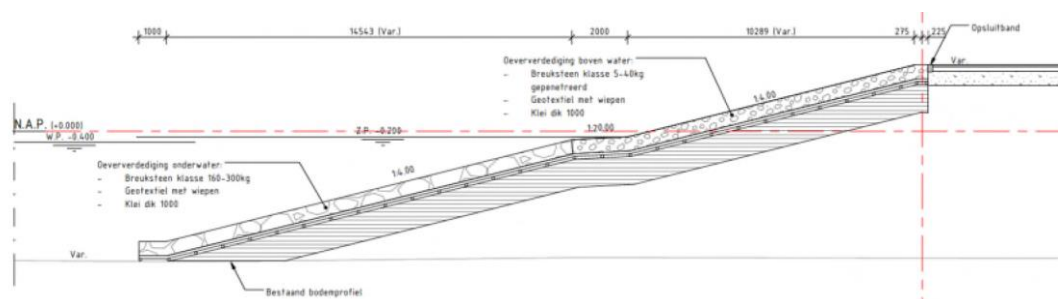 1000 14543 (Var.) 2000 10289 (Var.) 275 225
Opsluitband
Oeververdediging boven water:
- Breuksteen klasse 5-40kg
gepenetreerd
- Geotextiel met wiepen
- Klei dik 1000
Var.
1:4.00
N.A.P. (+0.000)
W.P. -0.400
Z.P. -0.200
1:20.00
Oeververdediging onderwater:
- Breuksteen klasse 160-300kg
- Geotextiel met wiepen
- Klei dik 1000
1:4.00
Var.
Bestaand bodemprofiel